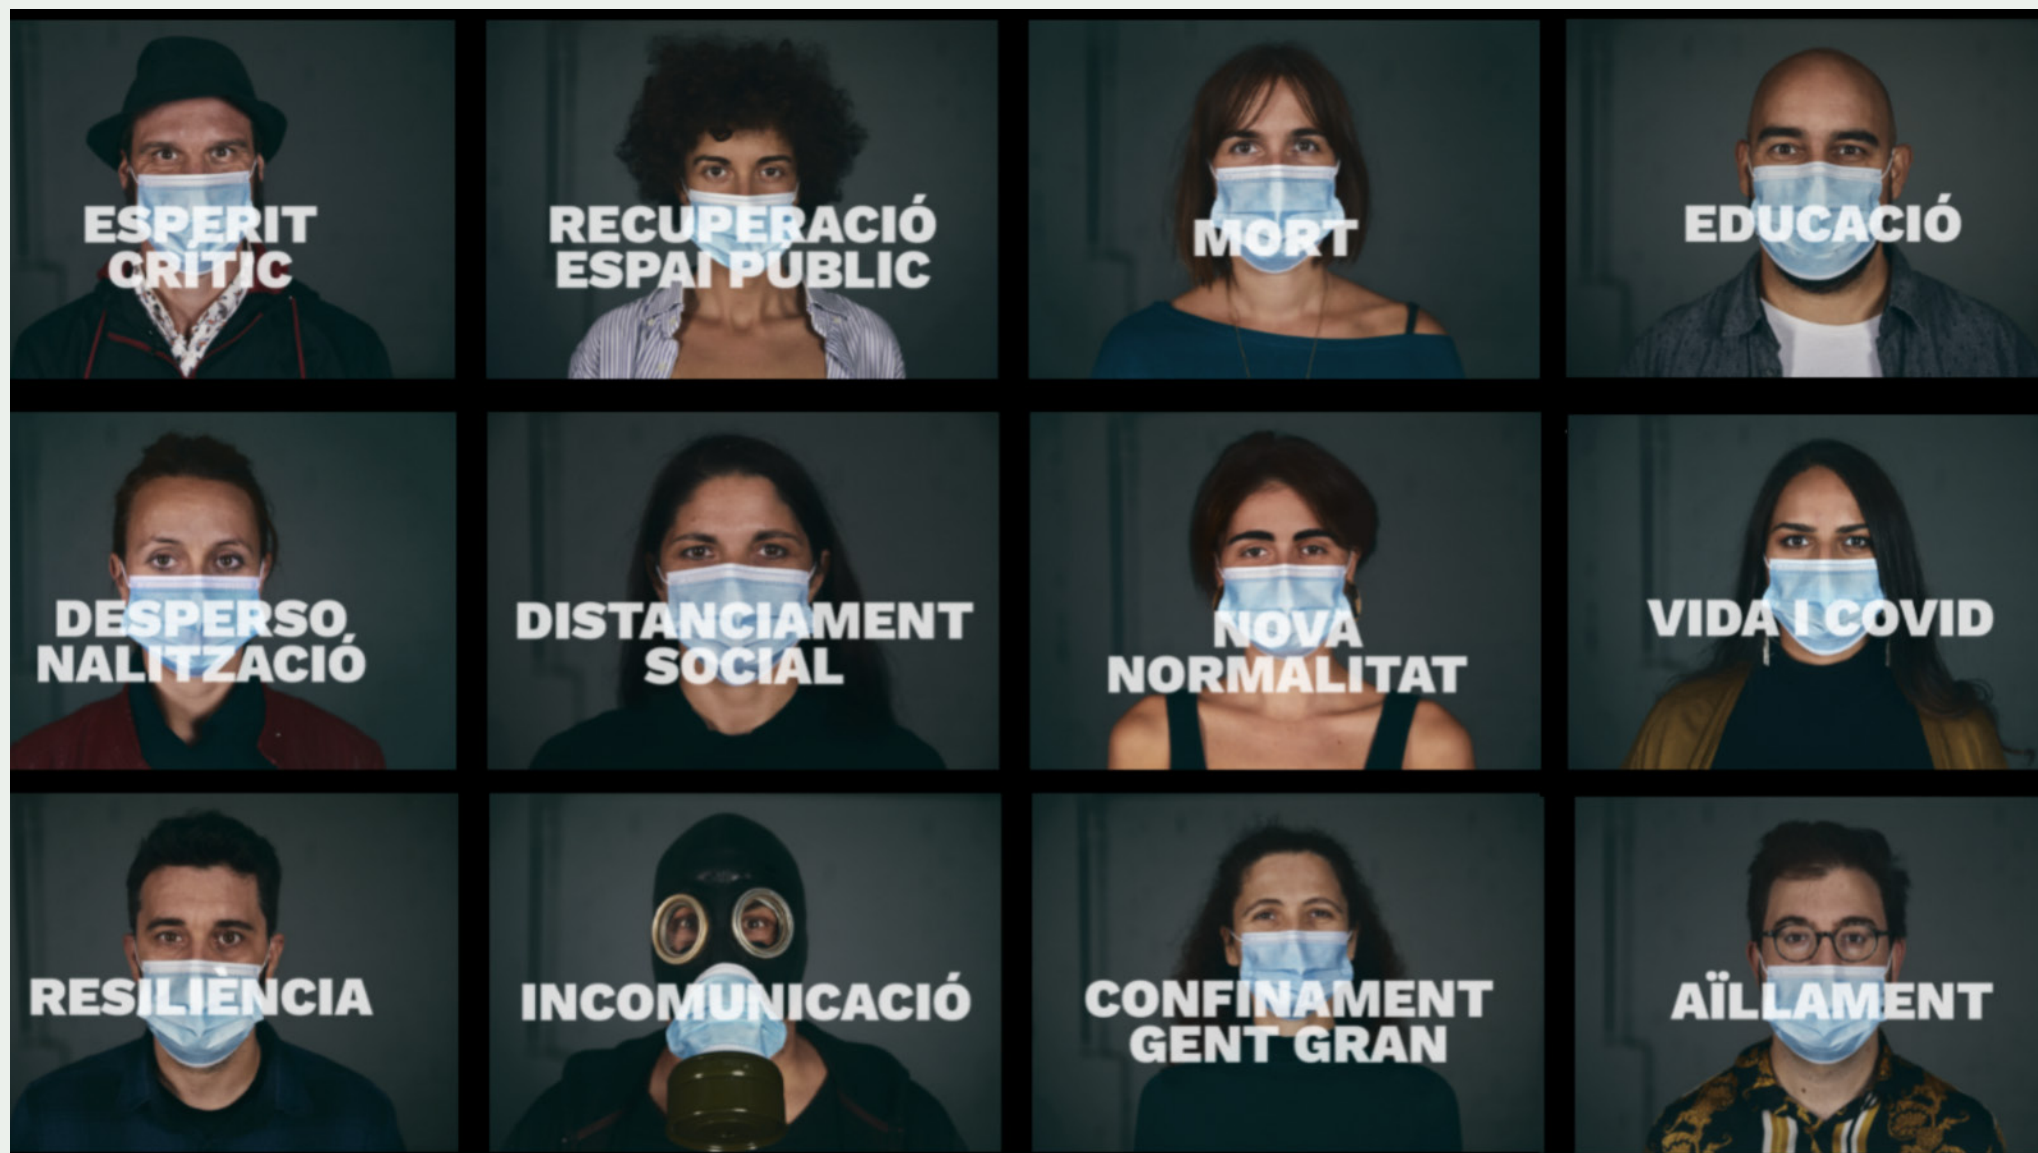 ESPERIT
CRÍTIC
RECUPERACIÓ
ESPAI PÚBLIC
MORT
EDUCACIÓ
DESPERSO
NALITZACIÓ
DISTANCIAMENT
SOCIAL
NOVA
NORMALITAT
VIDA I COVID
RESILIÈNCIA
INCOMUNICACIÓ
CONFINAMENT
GENT GRAN
AÏLLAMENT